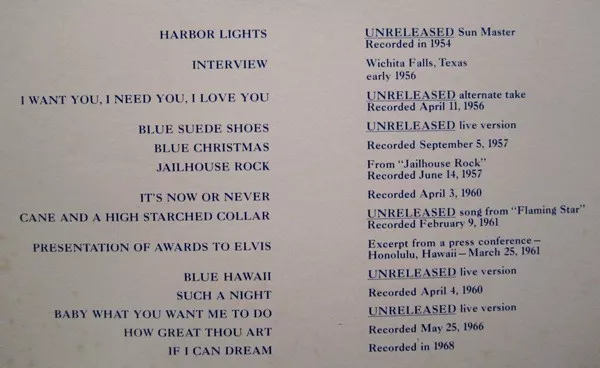 HARBOR LIGHTS UNRELEASED Sun Master
Recorded in 1954
INTERVIEW Wichita Falls, Texas
early 1956
I WANT YOU, I NEED YOU, I LOVE YOU UNRELEASED alternate take
Recorded April 11, 1956
BLUE SUEDE SHOES UNRELEASED live version
BLUE CHRISTMAS Recorded September 5, 1957
JAILHOUSE ROCK From "Jailhouse Rock"
Recorded June 14, 1957
IT'S NOW OR NEVER Recorded April 3, 1960
CANE AND A HIGH STARCHED COLLAR UNRELEASED song from "Flaming Star"
Recorded February 9, 1961
PRESENTATION OF AWARDS TO ELVIS Excerpt from a press conference—
Honolulu, Hawaii—March 25, 1961
BLUE HAWAII UNRELEASED live version
SUCH A NIGHT Recorded April 4, 1960
BABY WHAT YOU WANT ME TO DO UNRELEASED live version
HOW GREAT THOU ART Recorded May 25, 1966
IF I CAN DREAM Recorded in 1968